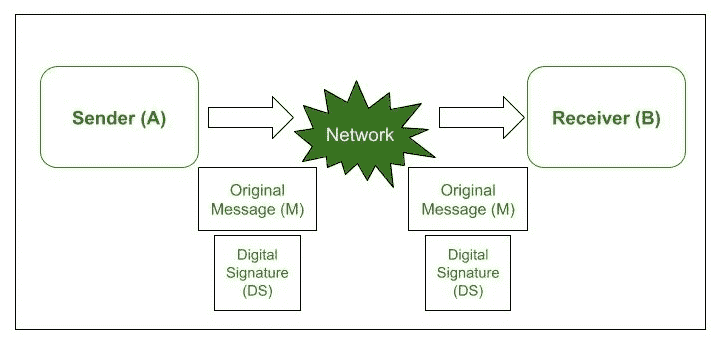 Sender (A)
Network
Receiver (B)
Original
Message (M)
Original
Message (M)
Digital
Signature
(DS)
Digital
Signature
(DS)